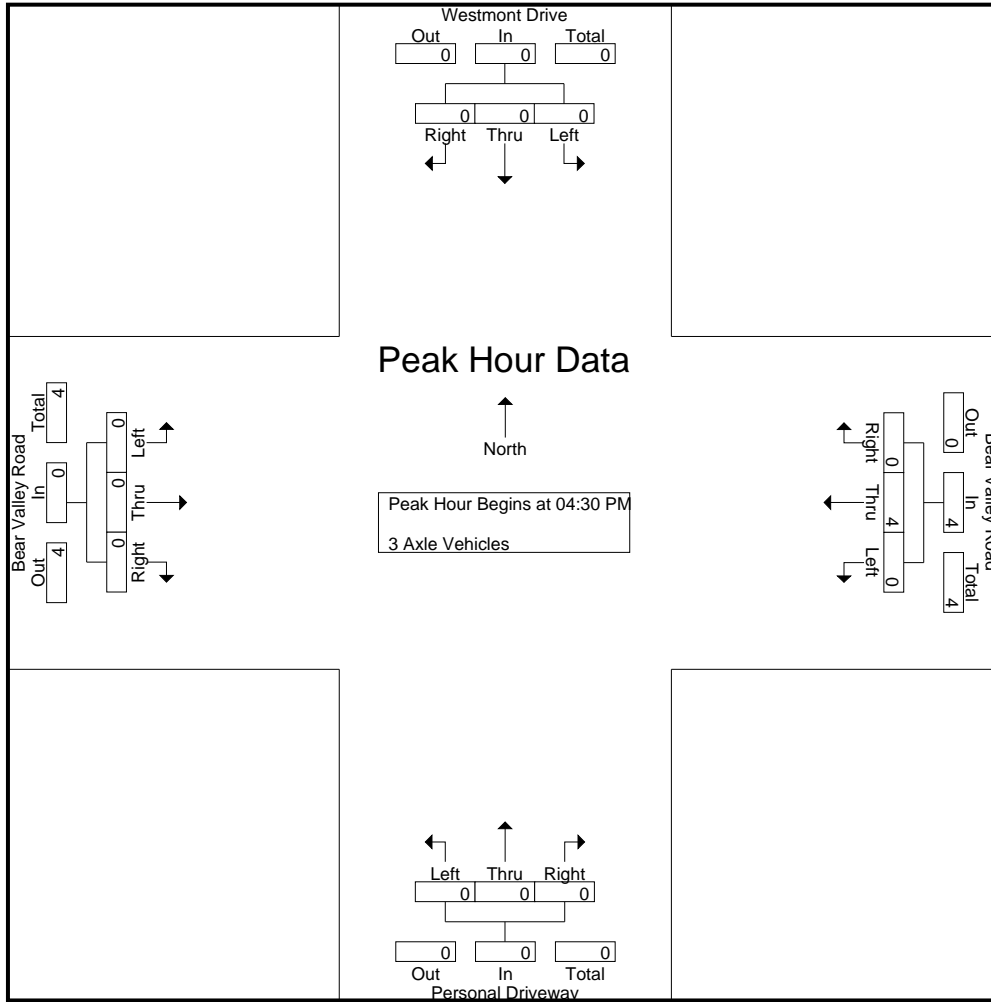 Westmont Drive
Out In Total
0 0 0
0 0 0
Right Thru Left
Peak Hour Data
North
Peak Hour Begins at 04:30 PM
3 Axle Vehicles
Bear Valley Road
Out In Total
4 0 4
0 0 0
Right Thru Left
Bear Valley Road
Out In Total
0 4 4
0 4 0
Right Thru Left
Left Thru Right
0 0 0
0 0 0
Out In Total
Personal Driveway